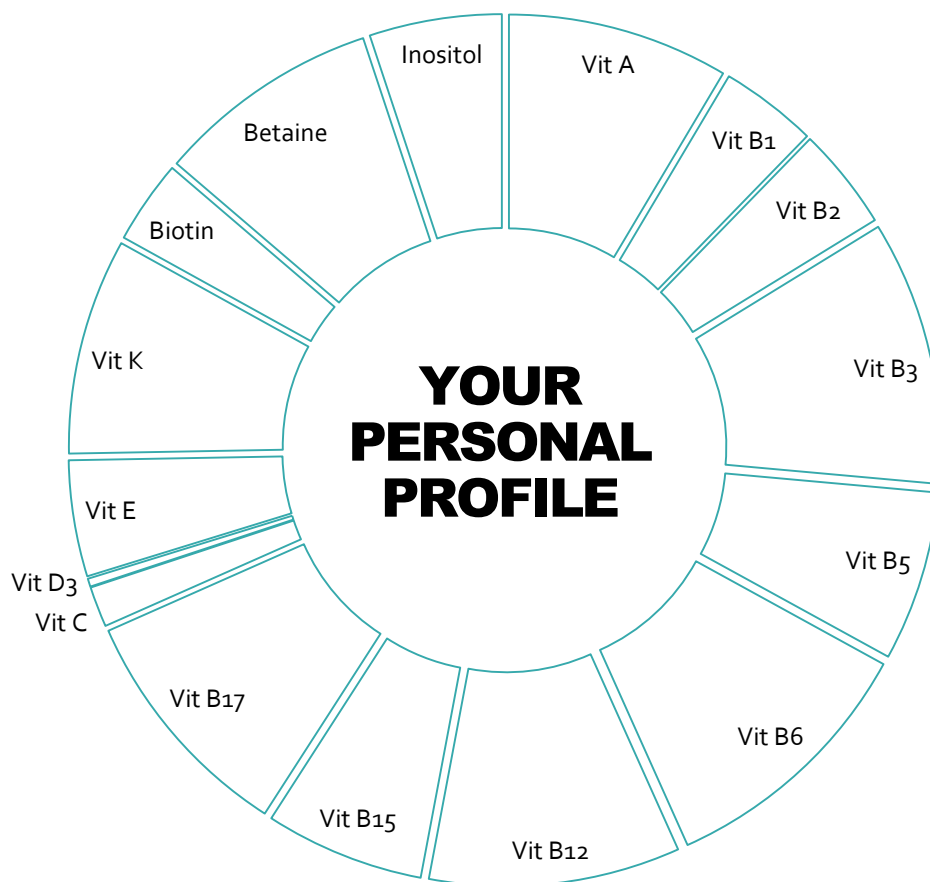 Inositol
Vit A
Betaine
Vit B1
Vit B2
Biotin
Vit K
Vit B3
YOUR
PERSONAL
PROFILE
Vit E
Vit B5
Vit D3
Vit C
Vit B17
Vit B6
Vit B15
Vit B12